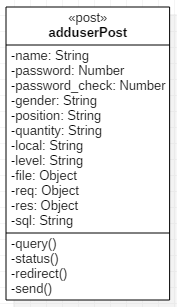 «post»
adduserPost
-name: String
-password: Number
-password_check: Number
-gender: String
-position: String
-quantity: String
-local: String
-level: String
-file: Object
-req: Object
-res: Object
-sql: String
-query()
-status()
-redirect()
-send()